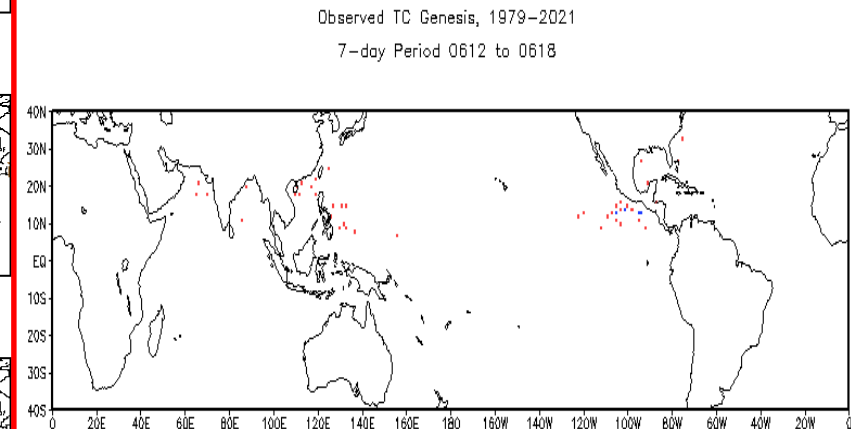 Observed TC Genesis, 1979-2021
7-day Period 0612 to 0618
40N
30N
20N
10N
EQ
10S
20S
30S
40S
0 20E 40E 60E 80E 100E 120E 140E 160E 180 160W 140W 120W 100W 80W 60W 40W 20W 0